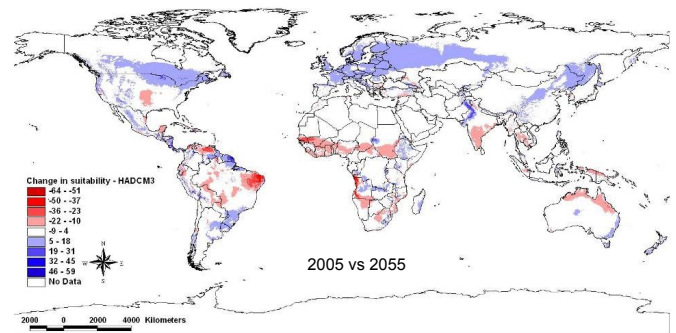 Change in suitability - HADCM3
-64 - -51
-50 - -37
-36 - -23
-22 - -10
-9 - 4
5 - 18
19 - 31
32 - 45
46 - 59
No Data
N
W E
S
2005 vs 2055
2000 0 2000 4000 Kilometers